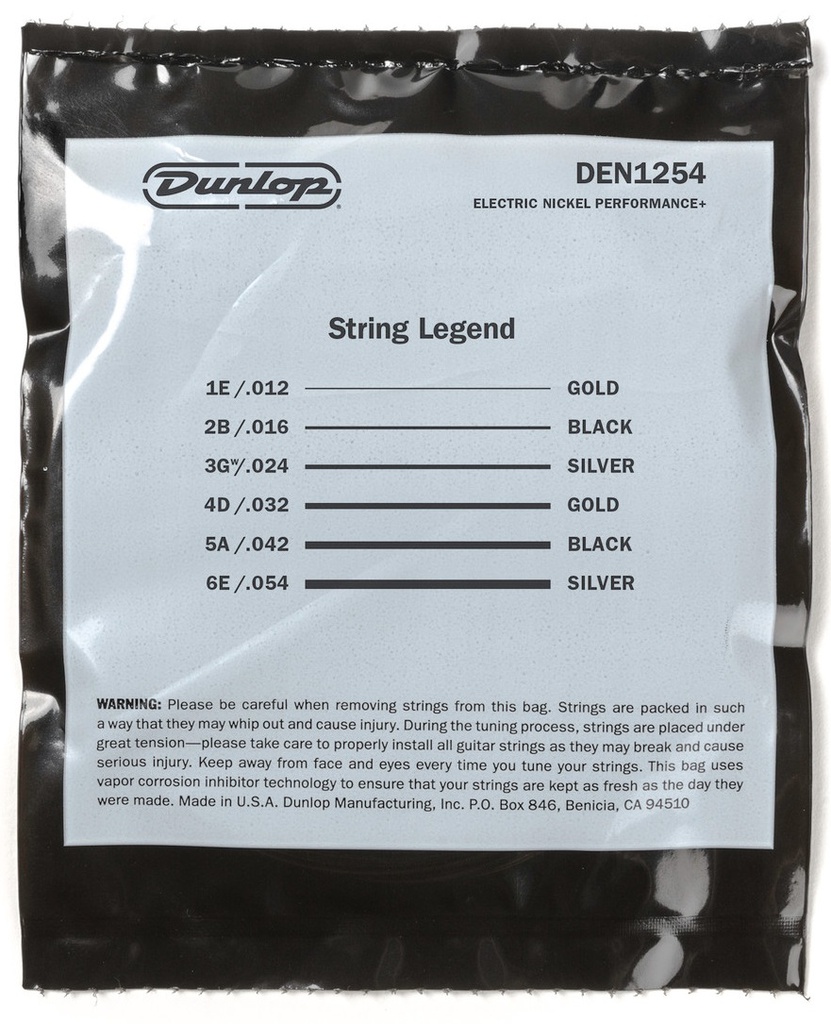 Dunlop®
DEN1254
ELECTRIC NICKEL PERFORMANCE+
String Legend
1E/.012 GOLD
2B/.016 BLACK
3Gʷ/.024 SILVER
4D/.032 GOLD
5A/.042 BLACK
6E/.054 SILVER
WARNING: Please be careful when removing strings from this bag. Strings are packed in such
a way that they may whip out and cause injury. During the tuning process, strings are placed under
great tension—please take care to properly install all guitar strings as they may break and cause
serious injury. Keep away from face and eyes every time you tune your strings. This bag uses
vapor corrosion inhibitor technology to ensure that your strings are kept as fresh as the day they
were made. Made in U.S.A. Dunlop Manufacturing, Inc. P.O. Box 846, Benicia, CA 94510